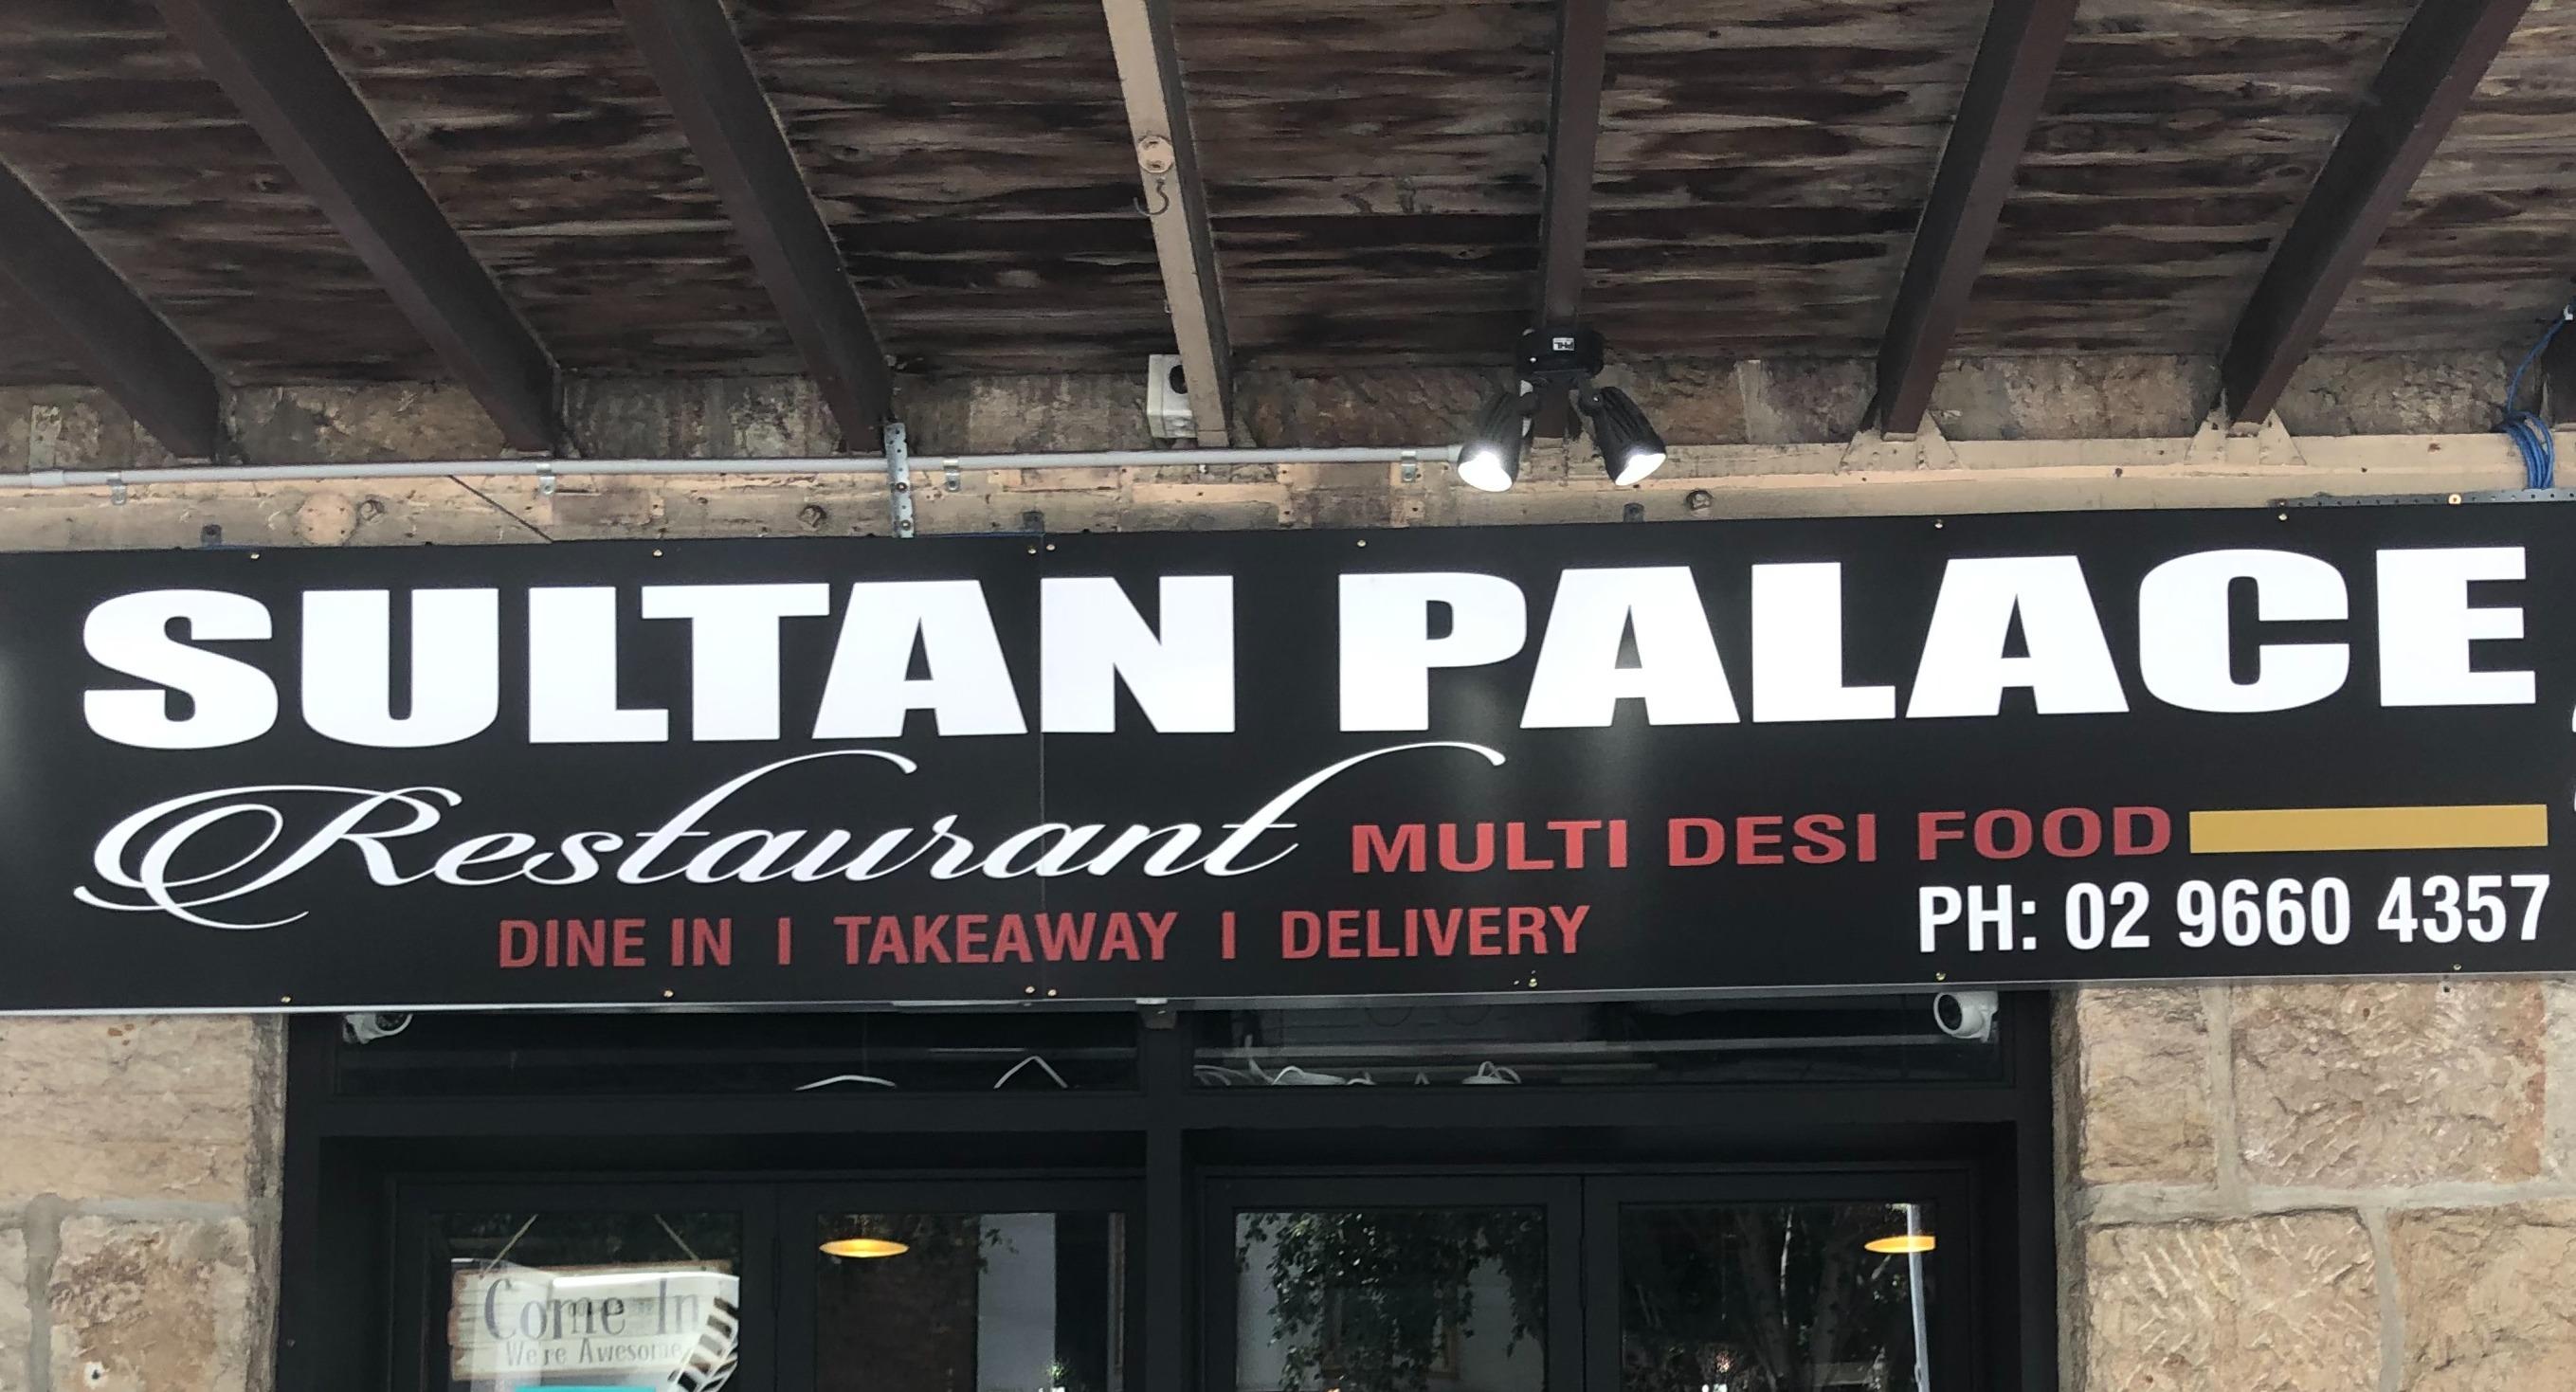 SULTAN PALACE
Restaurant MULTI DESI FOOD
DINE IN I TAKEAWAY I DELIVERY
PH: 02 9660 4357
Come In
We're Awesome